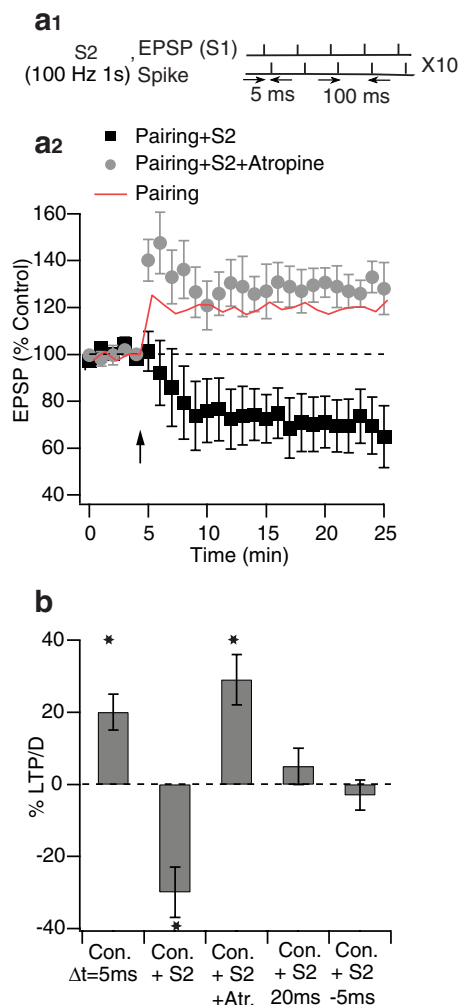 a1
S2 , EPSP (S1)
(100 Hz 1s) Spike
X10
5 ms 100 ms
a2
Pairing+S2
Pairing+S2+Atropine
Pairing
160
140
120
100
80
60
40
EPSP (% Control)
0 5 10 15 20 25
Time (min)
b
40
20
0
-20
-40
% LTP/D
Con. Con. Con. Con. Con.
Δt=5ms + S2 + S2 + S2 + S2
+Atr. 20ms -5ms